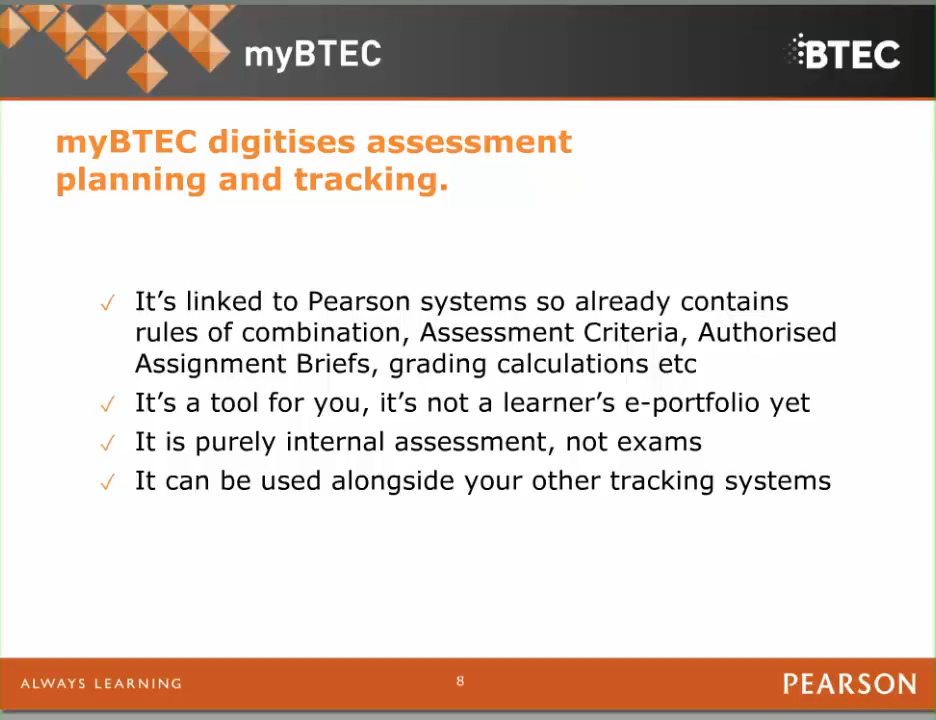 myBTEC
BTEC
myBTEC digitises assessment
planning and tracking.
✓ It’s linked to Pearson systems so already contains
rules of combination, Assessment Criteria, Authorised
Assignment Briefs, grading calculations etc
✓ It’s a tool for you, it’s not a learner’s e-portfolio yet
✓ It is purely internal assessment, not exams
✓ It can be used alongside your other tracking systems
ALWAYS LEARNING
8
PEARSON